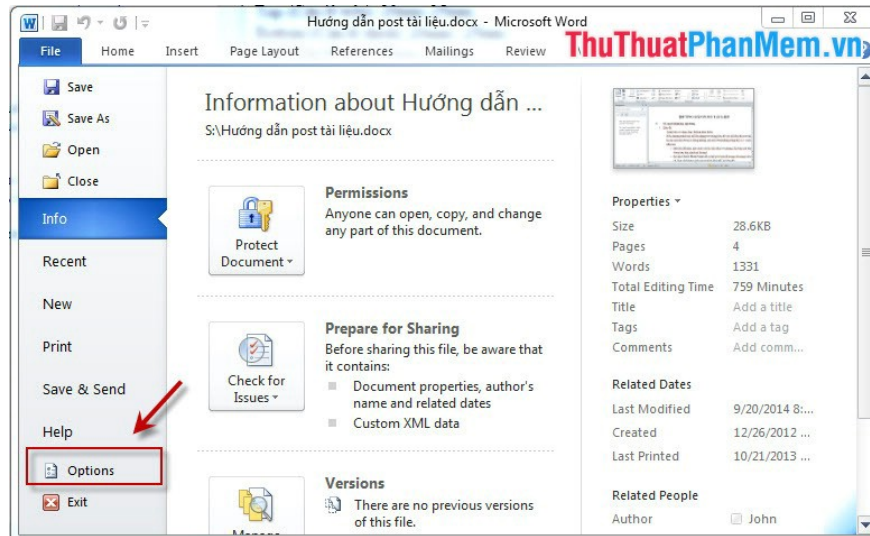 Hướng dẫn post tài liệu.docx - Microsoft Word
File Home Insert Page Layout References Mailings Review
ThuThuatPhanMem.vn
Save
Save As
Open
Close
Info
Recent
New
Print
Save & Send
Help
Options
Exit
Information about Hướng dẫn ...
S:\Hướng dẫn post tài liệu.docx
Protect
Document
Permissions
Anyone can open, copy, and change
any part of this document.
Check for
Issues
Prepare for Sharing
Before sharing this file, be aware that
it contains:
Document properties, author's
name and related dates
Custom XML data
Manage
Versions
There are no previous versions
of this file.
Properties
Size 28.6KB
Pages 4
Words 1331
Total Editing Time 759 Minutes
Title Add a title
Tags Add a tag
Comments Add comm...
Related Dates
Last Modified 9/20/2014 8:...
Created 12/26/2012 ...
Last Printed 10/21/2013 ...
Related People
Author John